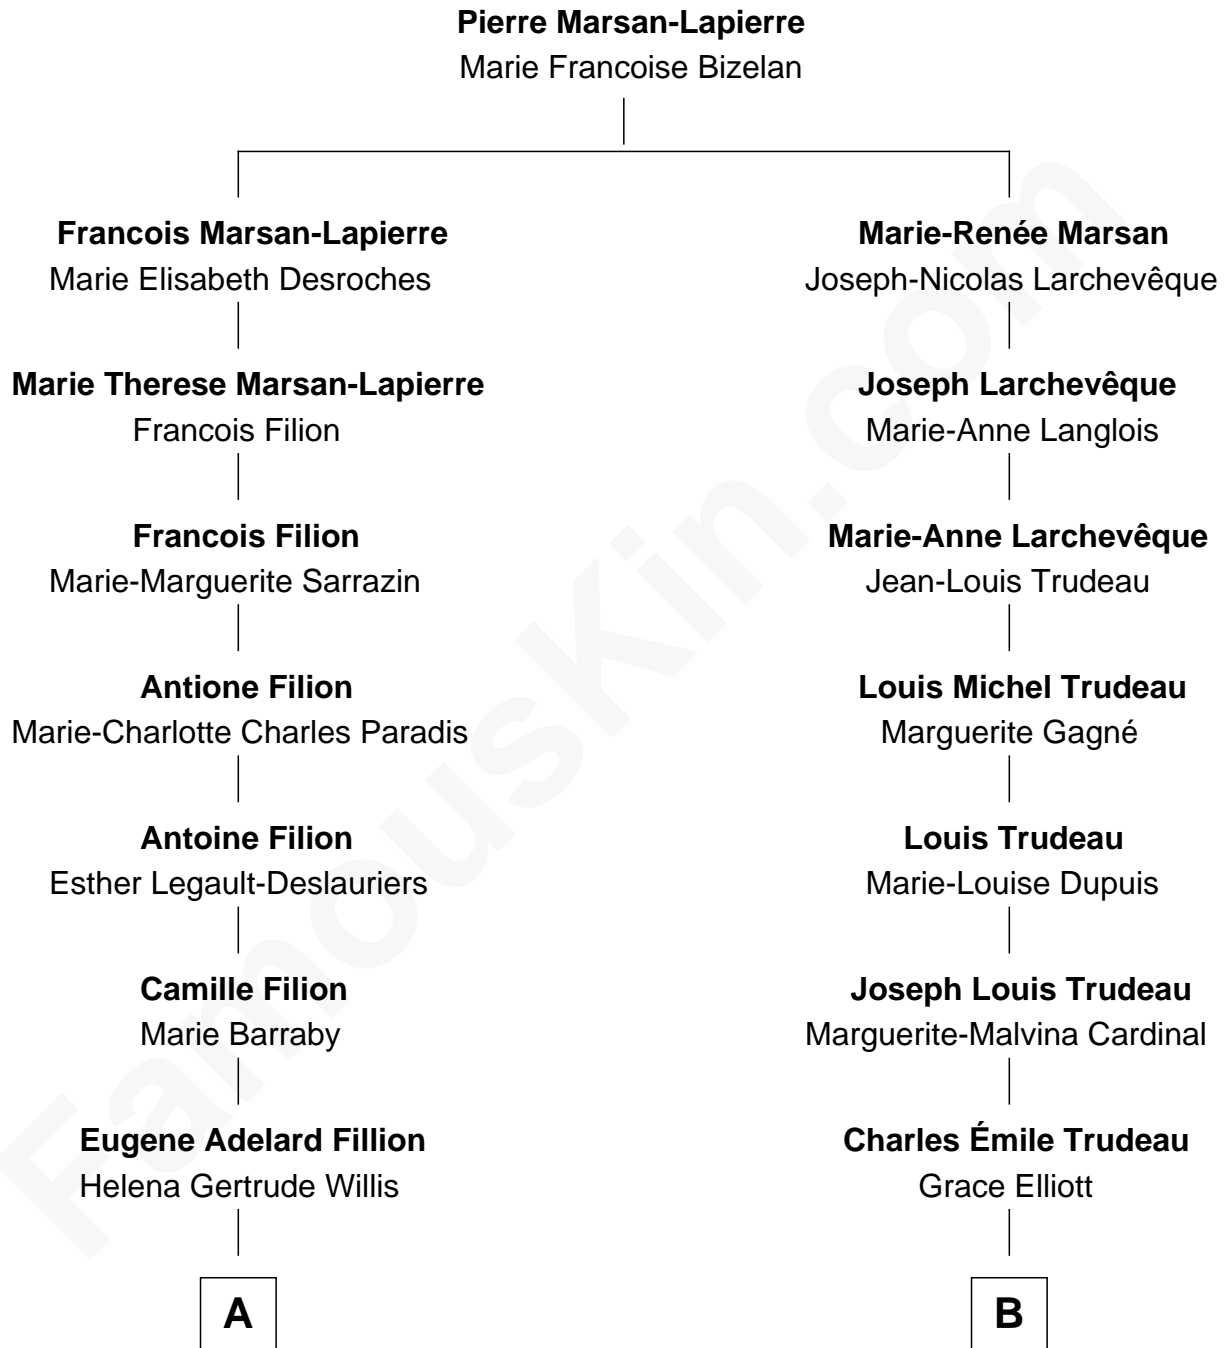 Pierre Marsan-Lapierre
Marie Francoise Bizelan
Francois Marsan-Lapierre
Marie Elisabeth Desroches
Marie Therese Marsan-Lapierre
Francois Filion
Francois Filion
Marie-Marguerite Sarrazin
Antione Filion
Marie-Charlotte Charles Paradis
Antoine Filion
Esther Legault-Deslauriers
Camille Filion
Marie Barraby
Eugene Adelard Fillion
Helena Gertrude Willis
A
Marie-Renée Marsan
Joseph-Nicolas Larchevêque
Joseph Larchevêque
Marie-Anne Langlois
Marie-Anne Larchevêque
Jean-Louis Trudeau
Louis Michel Trudeau
Marguerite Gagné
Louis Trudeau
Marie-Louise Dupuis
Joseph Louis Trudeau
Marguerite-Malvina Cardinal
Charles Émile Trudeau
Grace Elliott
B
FamousKin.com